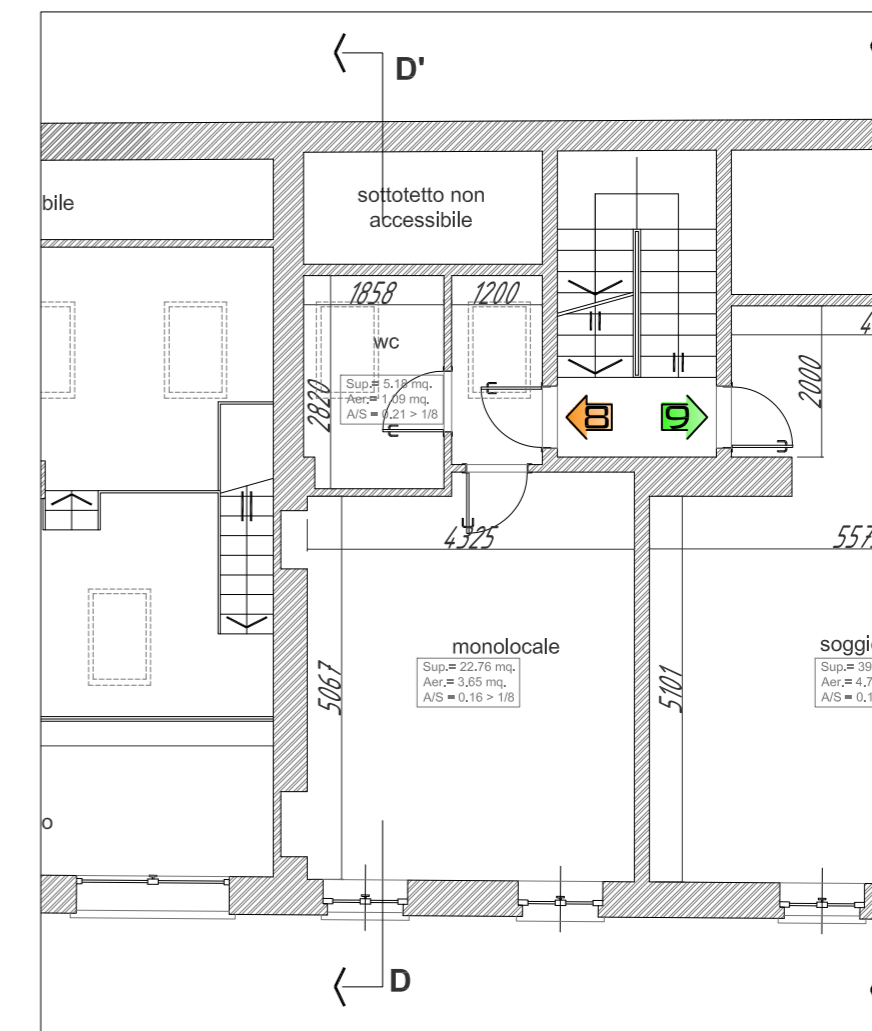 D'
bile
sottotetto non
accessibile
1858
1200
4
wc
2820
Sup.= 5.18 mq.
Aer.= 1.09 mq.
A/S = 0.21 > 1/8
2000
8
9
4325
557
monolocale
Sup.= 22.76 mq.
Aer.= 3.65 mq.
A/S = 0.16 > 1/8
5067
5101
soggi
Sup.= 39
Aer.= 4.7
A/S = 0.1
o
D